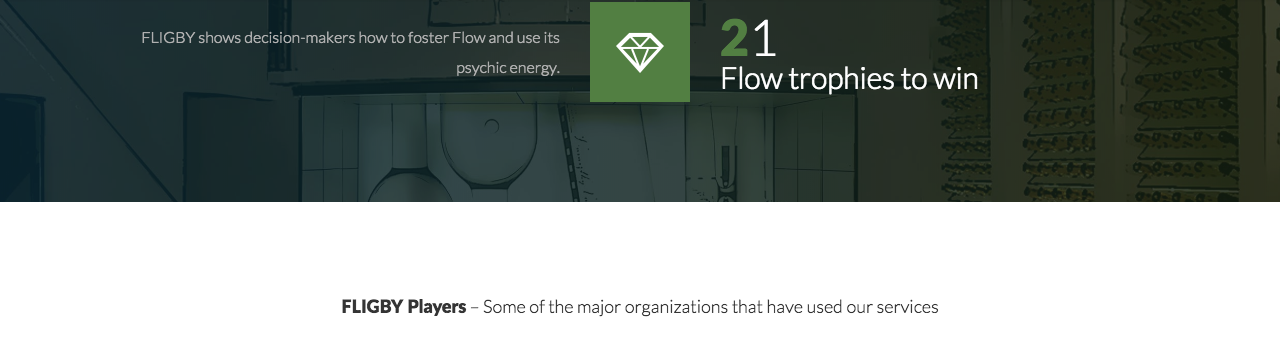 FLIGBY shows decision-makers how to foster Flow and use its
psychic energy.
21
Flow trophies to win
FLIGBY Players – Some of the major organizations that have used our services